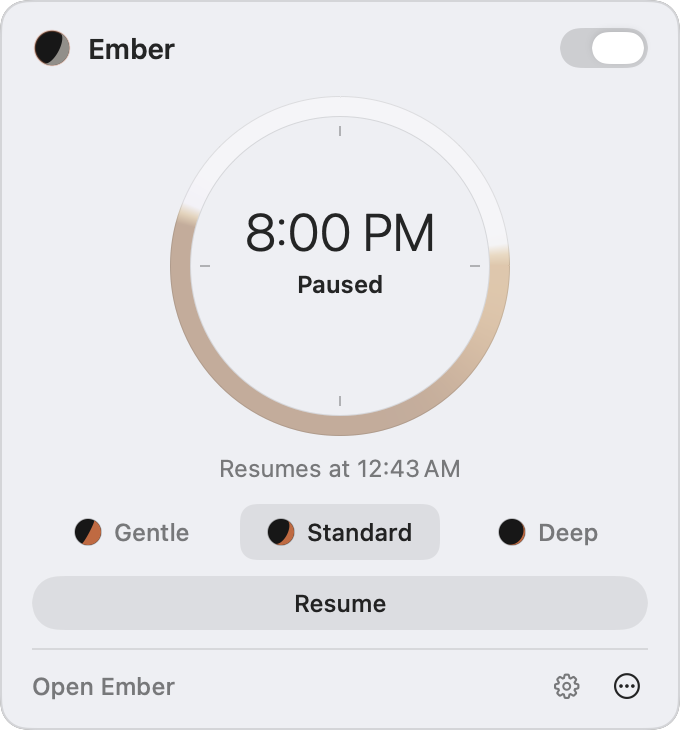 Ember
8:00 PM
Paused
Resumes at 12:43 AM
Gentle
Standard
Deep
Resume
Open Ember